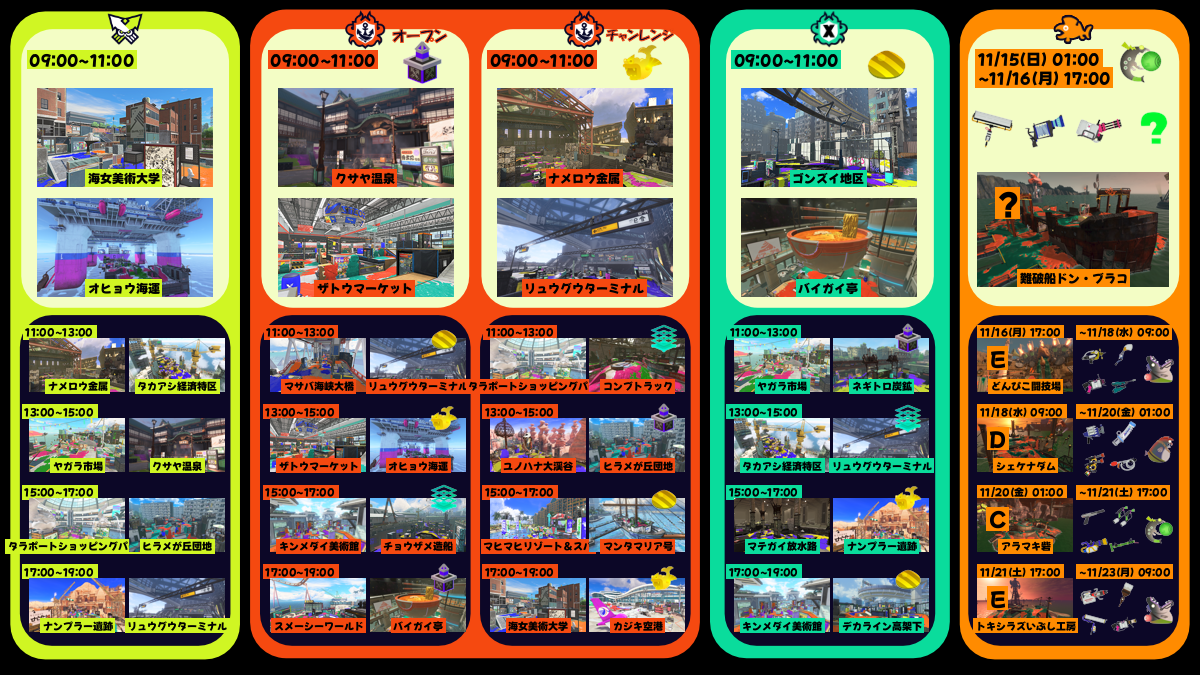 09:00~11:00
海女美術大学
オヒョウ海運
11:00~13:00
ナメロウ金属
タカアシ経済特区
13:00~15:00
ヤガラ市場
クサヤ温泉
15:00~17:00
タラポートショッピングパ
ヒラメが丘団地
17:00~19:00
ナンプラー遺跡
リュウグウターミナル
オープン
09:00~11:00
クサヤ温泉
ザトウマーケット
11:00~13:00
マサバ海峡大橋
リュウグウターミナル
13:00~15:00
ザトウマーケット
オヒョウ海運
15:00~17:00
キンメダイ美術館
チョウザメ造船
17:00~19:00
スメーシーワールド
バイガイ亭
チャンレンジ
09:00~11:00
ナメロウ金属
リュウグウターミナル
11:00~13:00
タラポートショッピングパ
コンブトラック
13:00~15:00
ユノハナ大渓谷
ヒラメが丘団地
15:00~17:00
マヒマヒリゾート&スパ
マンタマリア号
17:00~19:00
海女美術大学
カジキ空港
X
09:00~11:00
ゴンズイ地区
バイガイ亭
11:00~13:00
ヤガラ市場
ネギトロ炭鉱
13:00~15:00
タカアシ経済特区
リュウグウターミナル
15:00~17:00
マテガイ放水路
ナンプラー遺跡
17:00~19:00
キンメダイ美術館
デカライン高架下
11/15(日) 01:00
~11/16(月) 17:00
?
?
難破船ドン・ブラコ
11/16(月) 17:00
~11/18(水) 09:00
E
どんぴこ闘技場
11/18(水) 09:00
~11/20(金) 01:00
D
シェケナダム
11/20(金) 01:00
~11/21(土) 17:00
C
アラマキ砦
11/21(土) 17:00
~11/23(月) 09:00
E
トキシラズいぶし工房